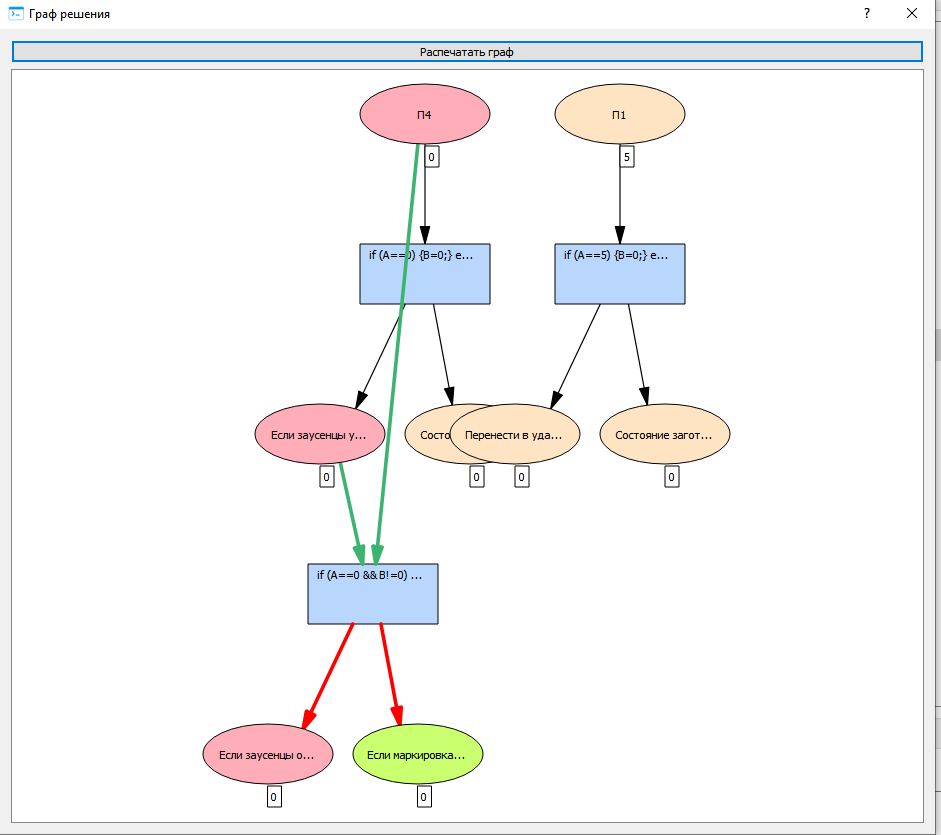 Граф решения
?
Распечатать граф
П4
П1
0
5
if (A==0) {B=0;} e...
if (A==5) {B=0;} e...
Если заусенцы у...
Состо
Перенести в уда...
Состояние загот...
0
0
0
0
if (A==0 && B!=0) ...
Если заусенцы о...
Если маркировка...
0
0